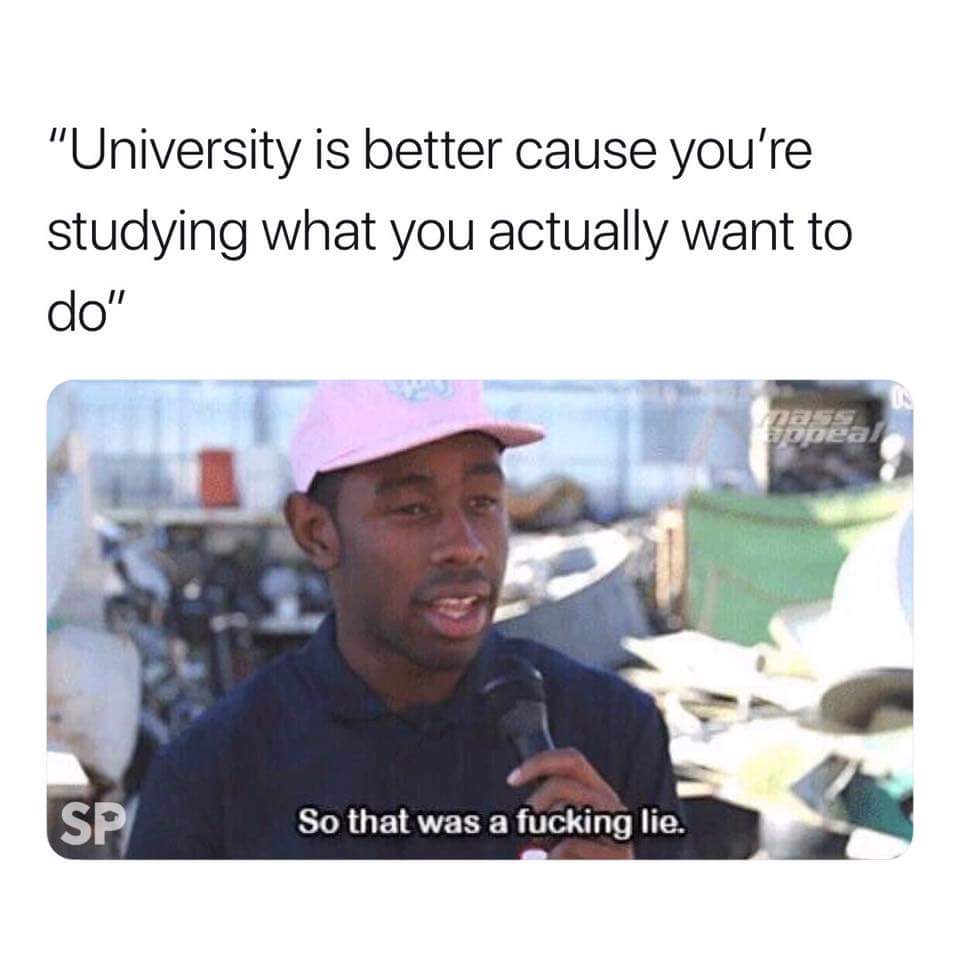 "University is better cause you're
studying what you actually want to
do"
mass
appeal
SP
So that was a fucking lie.